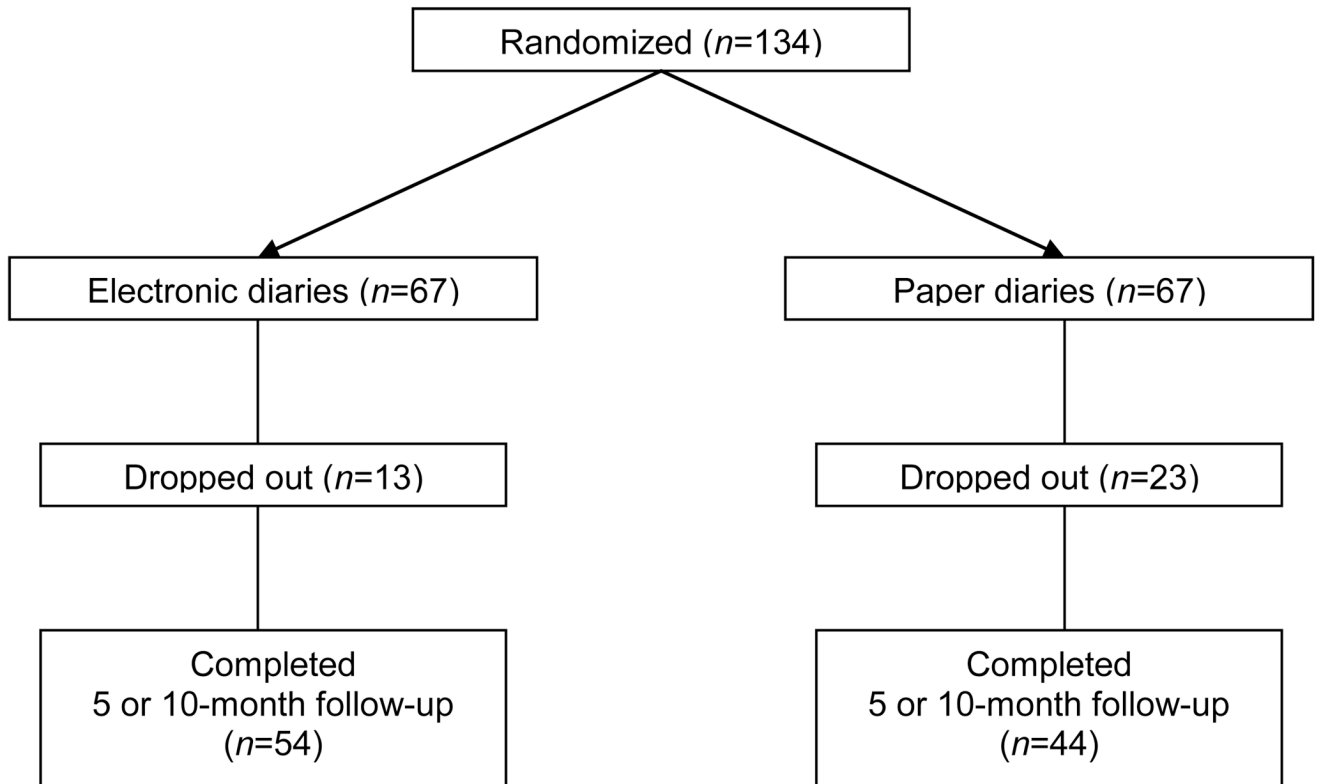 Randomized (n=134)
Electronic diaries (n=67)
Paper diaries (n=67)
Dropped out (n=13)
Dropped out (n=23)
Completed
5 or 10-month follow-up
(n=54)
Completed
5 or 10-month follow-up
(n=44)